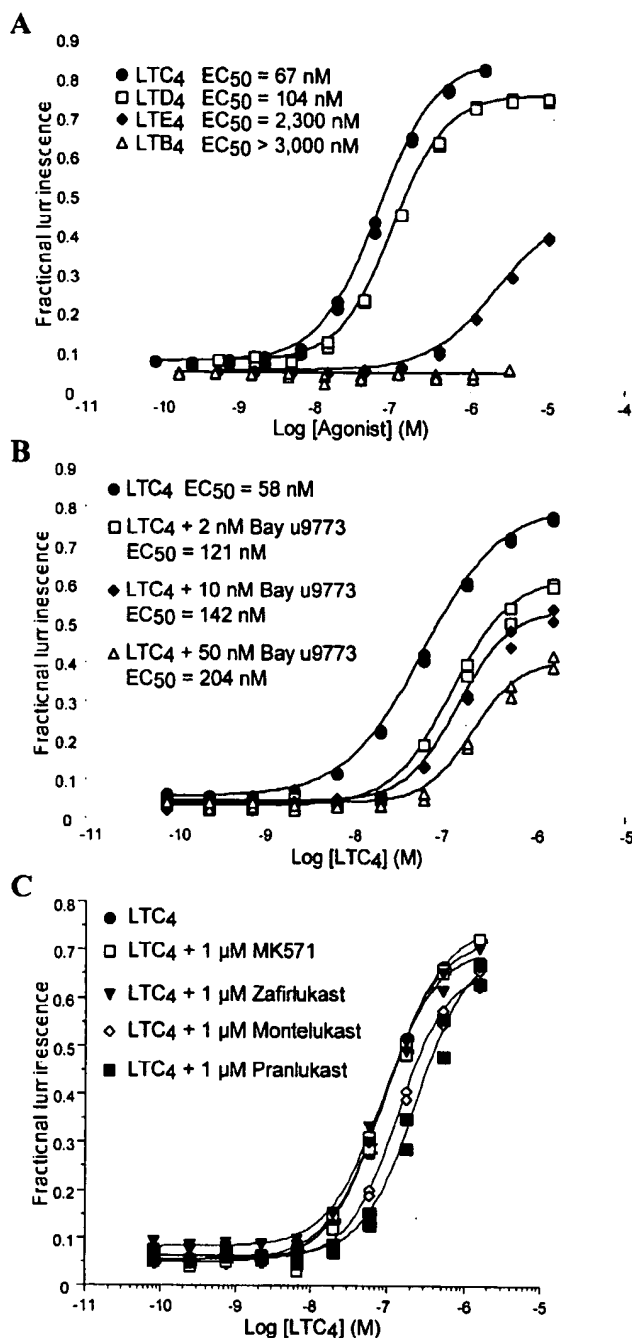 A
0.9
0.8
0.7
0.6
0.5
0.4
0.3
0.2
0.1
0
Fractional luminescence
● LTC4 EC50 = 67 nM
□ LTD4 EC50 = 104 nM
◆ LTE4 EC50 = 2,300 nM
△ LTB4 EC50 > 3,000 nM
-11 -10 -9 -8 -7 -6 -5 -4
Log [Agonist] (M)
B
0.9
0.8
0.7
0.6
0.5
0.4
0.3
0.2
0.1
0
Fractional luminescence
● LTC4 EC50 = 58 nM
□ LTC4 + 2 nM Bay u9773
EC50 = 121 nM
◆ LTC4 + 10 nM Bay u9773
EC50 = 142 nM
△ LTC4 + 50 nM Bay u9773
EC50 = 204 nM
-11 -10 -9 -8 -7 -6 -5
Log [LTC4] (M)
C
0.8
0.7
0.6
0.5
0.4
0.3
0.2
0.1
0
Fractional luminescence
● LTC4
□ LTC4 + 1 µM MK571
▼ LTC4 + 1 µM Zafirlukast
◇ LTC4 + 1 µM Montelukast
■ LTC4 + 1 µM Pranlukast
-11 -10 -9 -8 -7 -6 -5
Log [LTC4] (M)